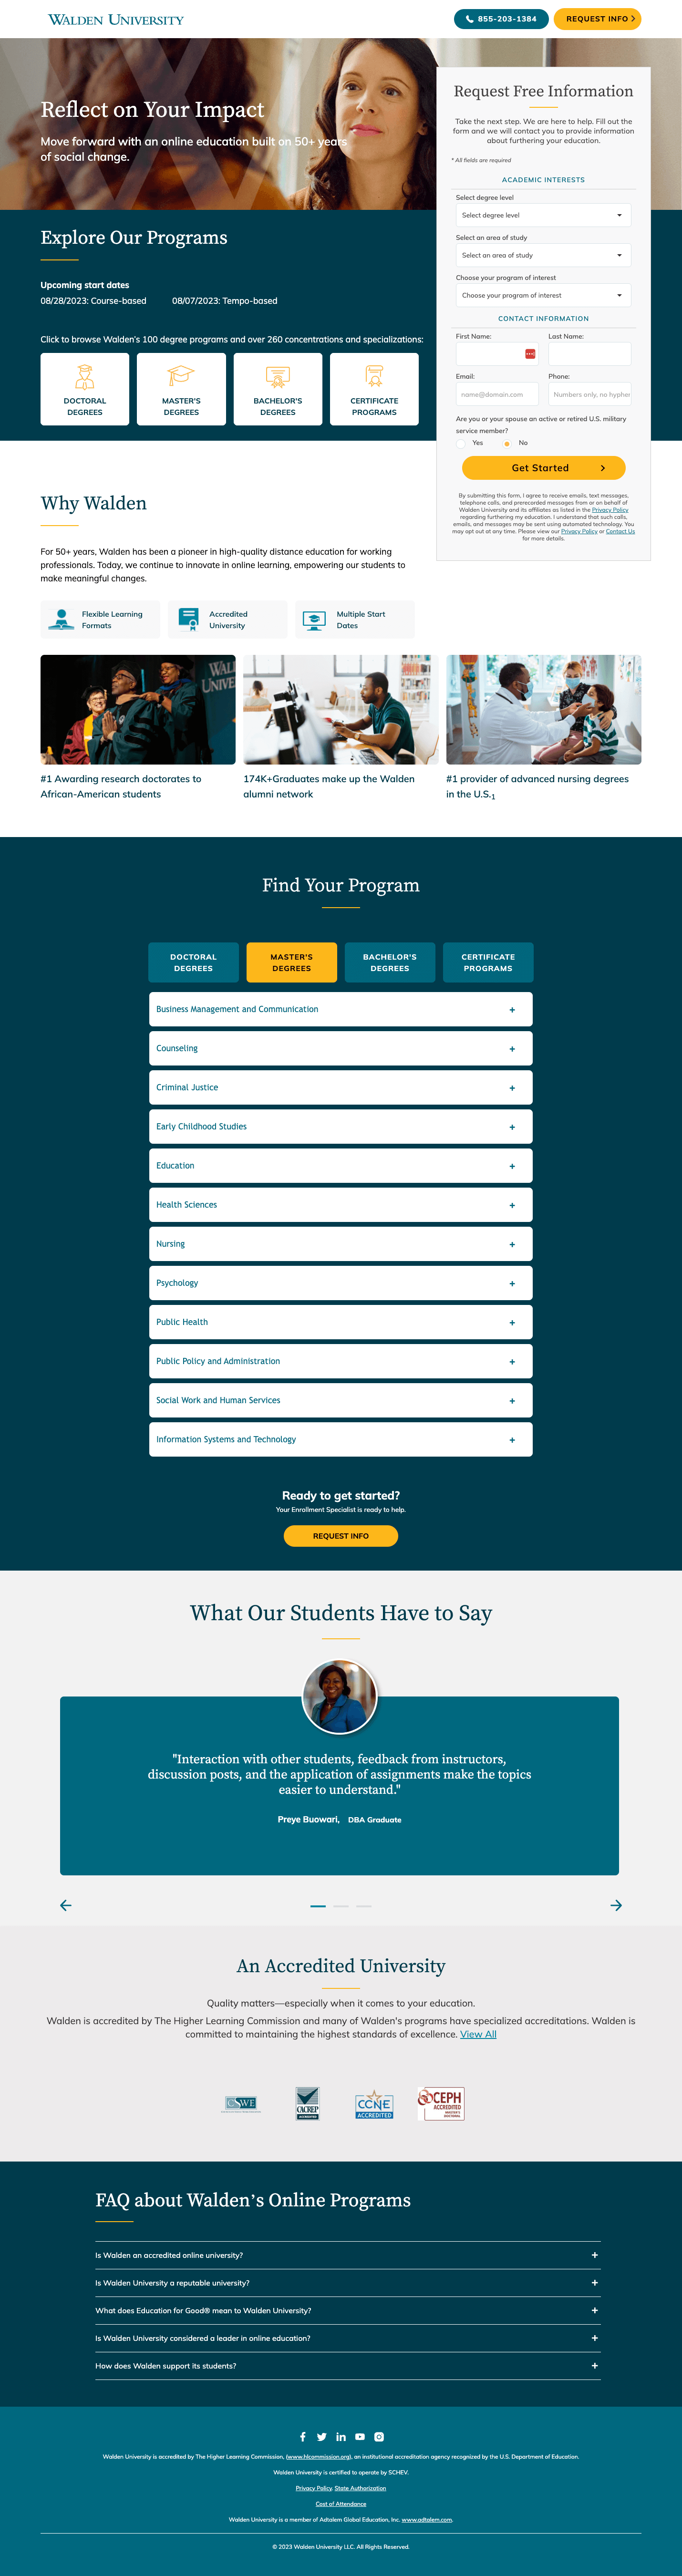 WALDEN UNIVERSITY
855-203-1384
REQUEST INFO
Reflect on Your Impact
Move forward with an online education built on 50+ years
of social change.
Request Free Information
Take the next step. We are here to help. Fill out the
form and we will contact you to provide information
about furthering your education.
* All fields are required
ACADEMIC INTERESTS
Select degree level
Select degree level
Select an area of study
Select an area of study
Choose your program of interest
Choose your program of interest
CONTACT INFORMATION
First Name:
Last Name:
Email:
Phone:
name@domain.com
Numbers only, no hypher
Are you or your spouse on active or retired U.S. military
service member?
Yes
No
Get Started
By submitting this form, I agree to receive emails, text messages,
telephone calls, and prerecorded messages from or on behalf of
Walden University and its affiliates as listed in the Privacy Policy
regarding furthering my education. I understand that such calls,
emails, and messages may be sent using automated technology. You
may opt out at any time. Please view our Privacy Policy or Contact Us
for more details.
Explore Our Programs
Upcoming start dates
08/28/2023: Course-based
08/07/2023: Tempo-based
Click to browse Walden's 100 degree programs and over 260 concentrations and specializations:
DOCTORAL
DEGREES
MASTER'S
DEGREES
BACHELOR'S
DEGREES
CERTIFICATE
PROGRAMS
Why Walden
For 50+ years, Walden has been a pioneer in high-quality distance education for working
professionals. Today, we continue to innovate in online learning, empowering our students to
make meaningful changes.
Flexible Learning
Formats
Accredited
University
Multiple Start
Dates
WALDE
UNIV
#1 Awarding research doctorates to
African-American students
174K+Graduates make up the Walden
alumni network
#1 provider of advanced nursing degrees
in the U.S.1
Find Your Program
DOCTORAL
DEGREES
MASTER'S
DEGREES
BACHELOR'S
DEGREES
CERTIFICATE
PROGRAMS
Business Management and Communication +
Counseling +
Criminal Justice +
Early Childhood Studies +
Education +
Health Sciences +
Nursing +
Psychology +
Public Health +
Public Policy and Administration +
Social Work and Human Services +
Information Systems and Technology +
Ready to get started?
Your Enrollment Specialist is ready to help.
REQUEST INFO
What Our Students Have to Say
"Interaction with other students, feedback from instructors,
discussion posts, and the application of assignments make the topics
easier to understand."
Preye Buowari, DBA Graduate
An Accredited University
Quality matters—especially when it comes to your education.
Walden is accredited by The Higher Learning Commission and many of Walden's programs have specialized accreditations. Walden is
committed to maintaining the highest standards of excellence. View All
CSWE
CACREP
ACCREDITED
CCNE
ACCREDITED
CEPH
ACCREDITED
MASTER'S
DOCTORAL
FAQ about Walden's Online Programs
Is Walden an accredited online university? +
Is Walden University a reputable university? +
What does Education for Good® mean to Walden University? +
Is Walden University considered a leader in online education? +
How does Walden support its students? +
Walden University is accredited by The Higher Learning Commission, (www.hlcommission.org), an institutional accreditation agency recognized by the U.S. Department of Education.
Walden University is certified to operate by SCHEV.
Privacy Policy, State Authorization
Cost of Attendance
Walden University is a member of Adtalem Global Education, Inc. www.adtalem.com.
© 2023 Walden University LLC. All Rights Reserved.